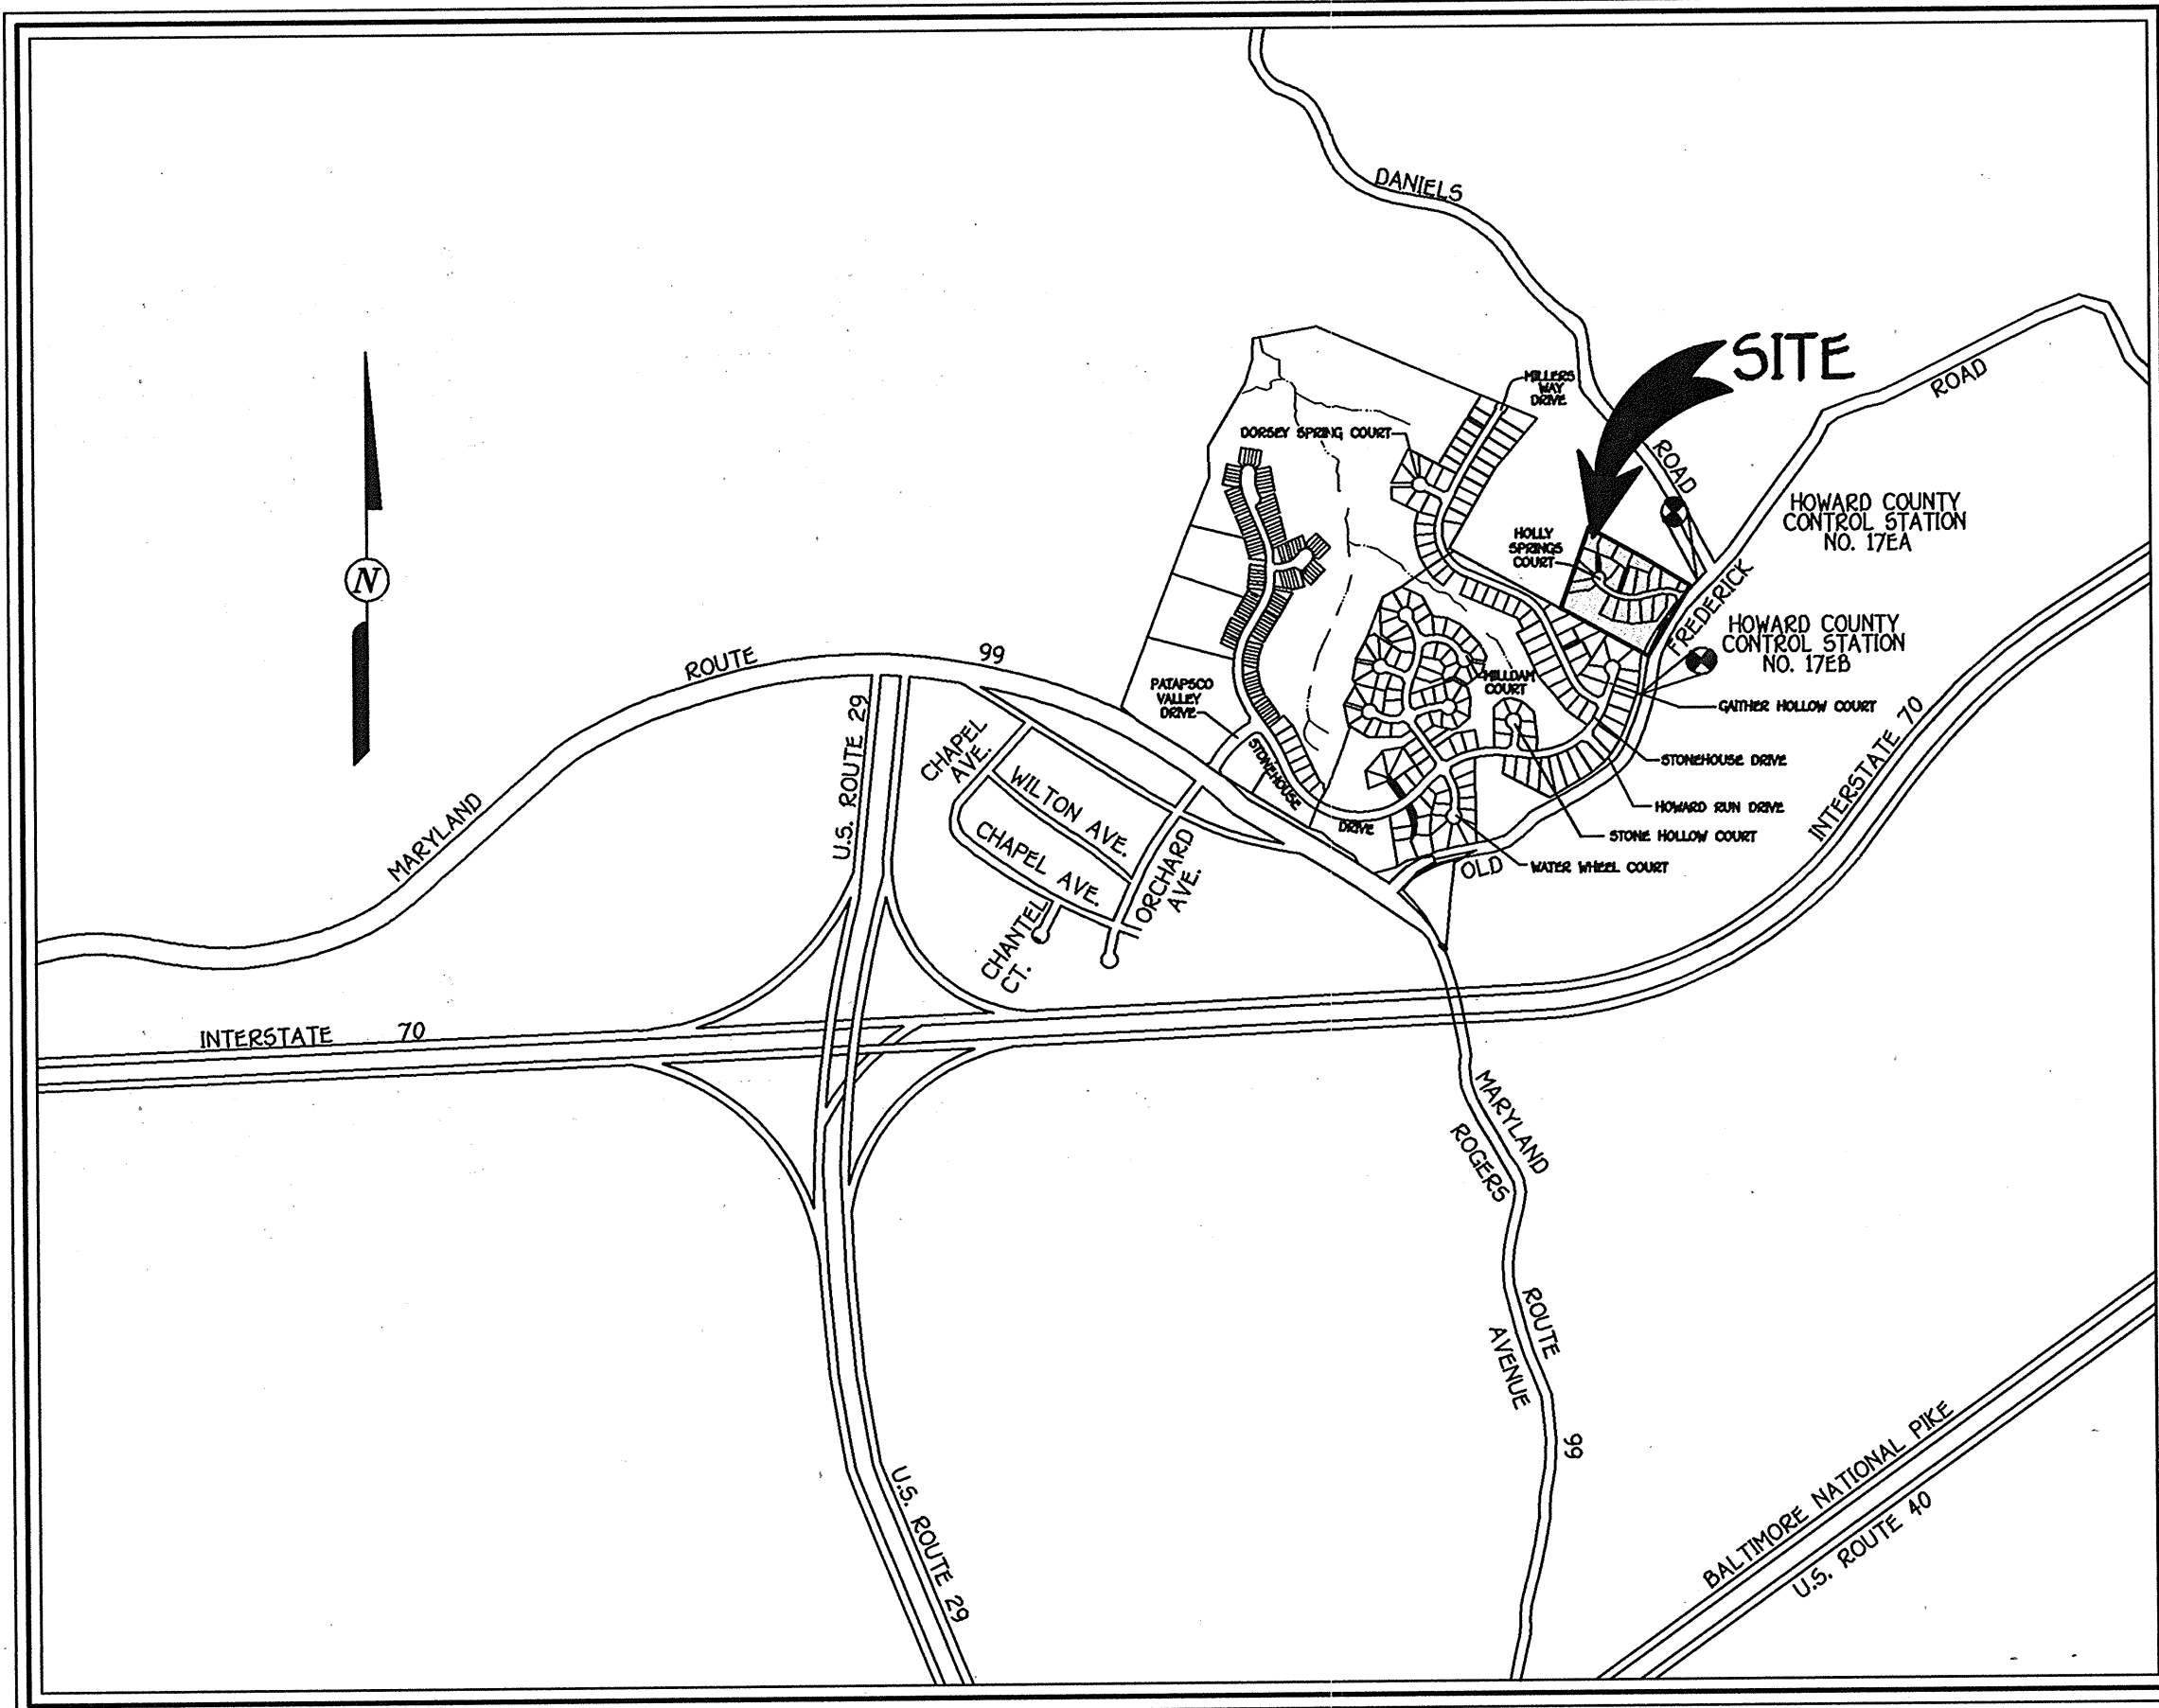 DANIELS
SITE
ROAD
MILLERS
WAY
DRIVE
DORSEY SPRING COURT
ROAD
HOWARD COUNTY
CONTROL STATION
NO. 17EA
HOLLY
SPRINGS
COURT
FREDERICK
HOWARD COUNTY
CONTROL STATION
NO. 17EB
N
ROUTE
99
PATAPSCO
VALLEY
DRIVE
MILLDAM
COURT
GAITHER HOLLOW COURT
U.S. ROUTE 29
CHAPEL
AVE.
STONEHOUSE
STONEHOUSE DRIVE
INTERSTATE 70
WILTON AVE.
HOWARD RUN DRIVE
MARYLAND
DRIVE
STONE HOLLOW COURT
CHAPEL AVE.
ORCHARD
AVE.
OLD
WATER WHEEL COURT
CHANTEL
CT.
INTERSTATE 70
MARYLAND
ROGERS
ROUTE
AVENUE
99
BALTIMORE NATIONAL PIKE
U.S. ROUTE 40
U.S. ROUTE 29